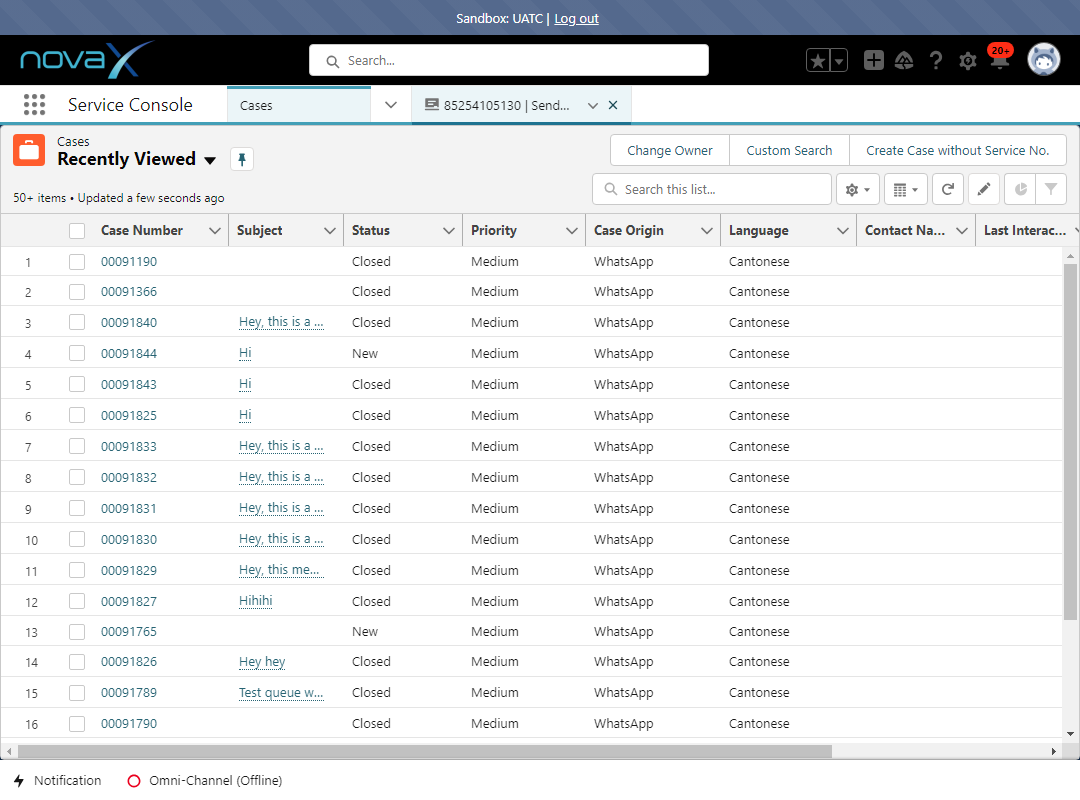 Sandbox: UATC | Log out
novaX
Search...
20+
Service Console
Cases
85254105130 | Send...
Cases
Recently Viewed
Change Owner
Custom Search
Create Case without Service No.
50+ items • Updated a few seconds ago
Search this list...
Case Number Subject Status Priority Case Origin Language Contact Na... Last Interac...
1 00091190 Closed Medium WhatsApp Cantonese
2 00091366 Closed Medium WhatsApp Cantonese
3 00091840 Hey, this is a ... Closed Medium WhatsApp Cantonese
4 00091844 Hi New Medium WhatsApp Cantonese
5 00091843 Hi Closed Medium WhatsApp Cantonese
6 00091825 Hi Closed Medium WhatsApp Cantonese
7 00091833 Hey, this is a ... Closed Medium WhatsApp Cantonese
8 00091832 Hey, this is a ... Closed Medium WhatsApp Cantonese
9 00091831 Hey, this is a ... Closed Medium WhatsApp Cantonese
10 00091830 Hey, this is a ... Closed Medium WhatsApp Cantonese
11 00091829 Hey, this me... Closed Medium WhatsApp Cantonese
12 00091827 Hihihi Closed Medium WhatsApp Cantonese
13 00091765 New Medium WhatsApp Cantonese
14 00091826 Hey hey Closed Medium WhatsApp Cantonese
15 00091789 Test queue w... Closed Medium WhatsApp Cantonese
16 00091790 Closed Medium WhatsApp Cantonese
Notification
Omni-Channel (Offline)